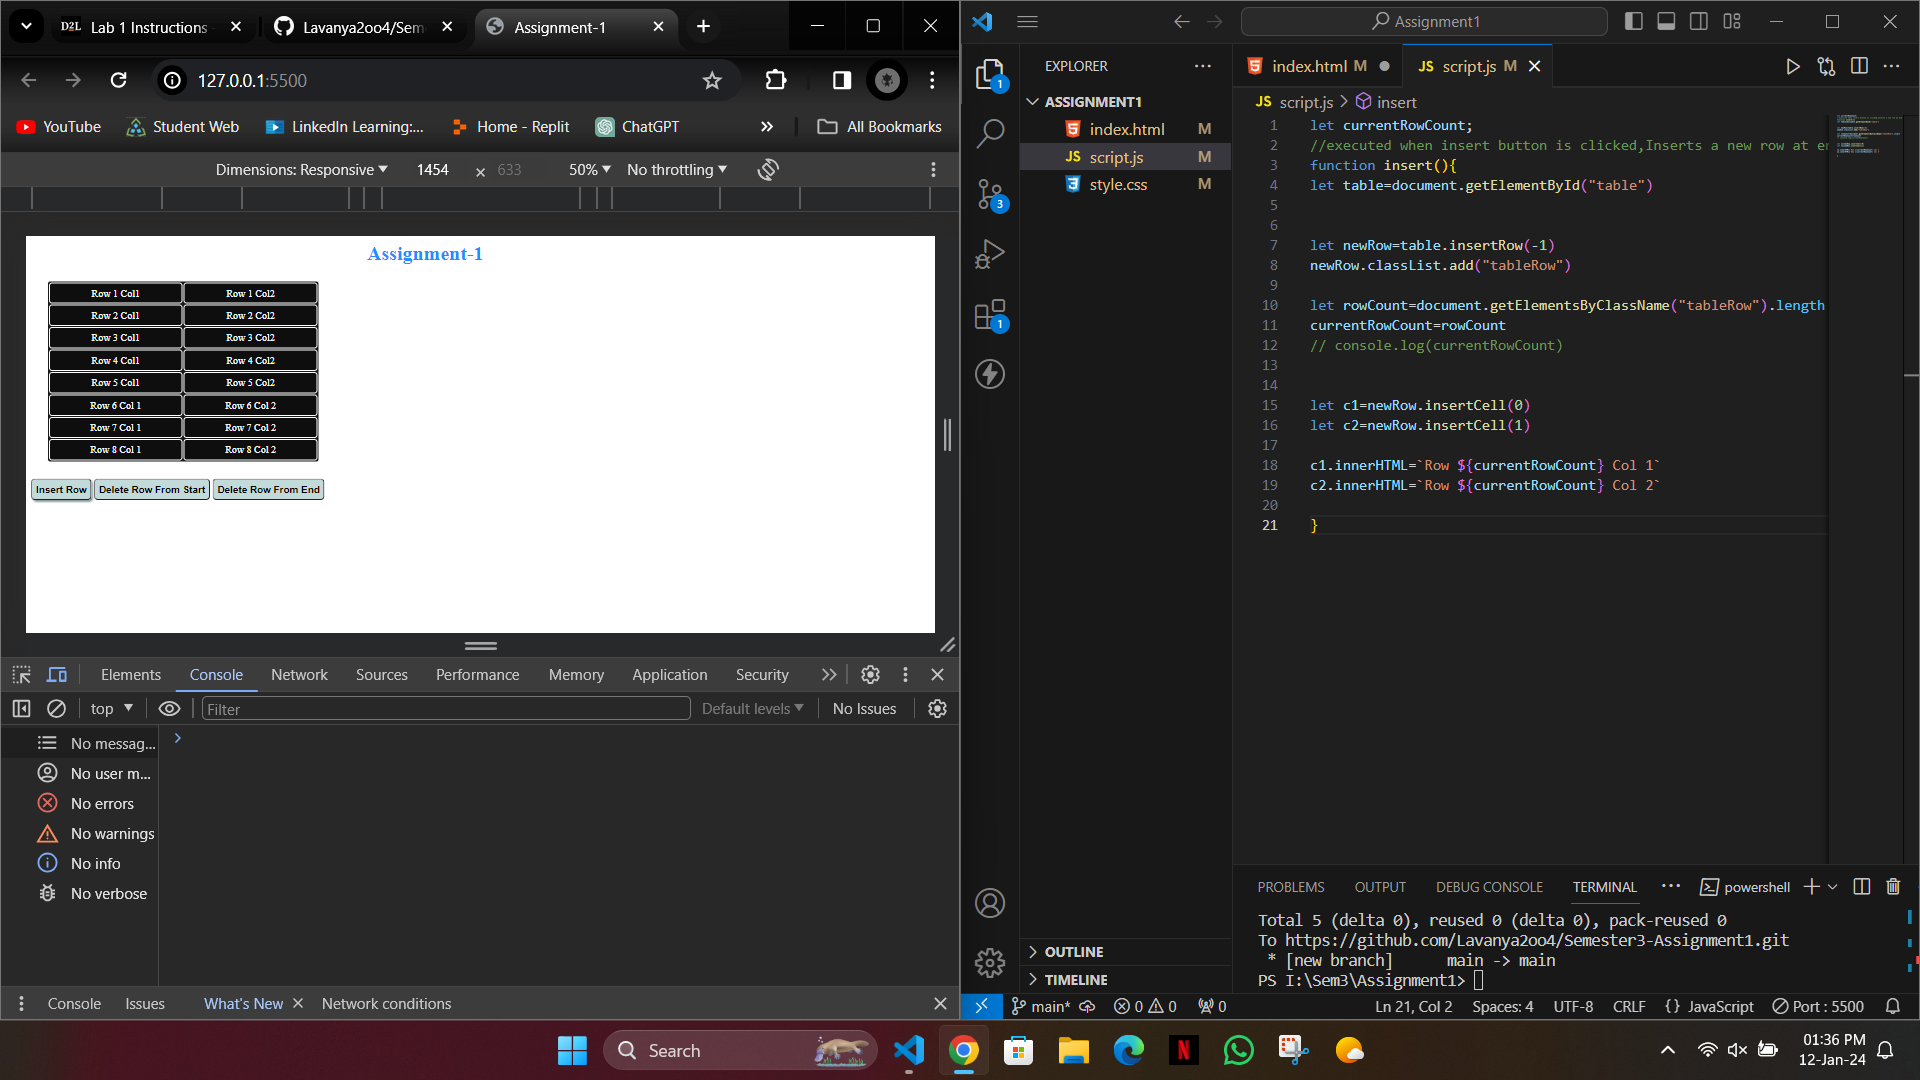 Lab 1 Instructions
Lavanya2oo4/Sem
Assignment-1
127.0.0.1:5500
YouTube
Student Web
LinkedIn Learning:...
Home - Replit
ChatGPT
All Bookmarks
Dimensions: Responsive
1454
×
633
50%
No throttling
Assignment-1
Row 1 Col1 Row 1 Col2
Row 2 Col1 Row 2 Col2
Row 3 Col1 Row 3 Col2
Row 4 Col1 Row 4 Col2
Row 5 Col1 Row 5 Col2
Row 6 Col 1 Row 6 Col 2
Row 7 Col 1 Row 7 Col 2
Row 8 Col 1 Row 8 Col 2
Insert Row Delete Row From Start Delete Row From End
Elements Console Network Sources Performance Memory Application Security
top
Filter
Default levels
No Issues
No messag...
No user m...
No errors
No warnings
No info
No verbose
Console Issues What's New Network conditions
Assignment1
EXPLORER
ASSIGNMENT1
index.html M
script.js M
style.css M
1
3
1
index.html M
script.js M
JS script.js > insert
1 let currentRowCount;
2 //executed when insert button is clicked,Inserts a new row at en
3 function insert(){
4 let table=document.getElementById("table")
5
6
7 let newRow=table.insertRow(-1)
8 newRow.classList.add("tableRow")
9
10 let rowCount=document.getElementsByClassName("tableRow").length
11 currentRowCount=rowCount
12 // console.log(currentRowCount)
13
14
15 let c1=newRow.insertCell(0)
16 let c2=newRow.insertCell(1)
17
18 c1.innerHTML=`Row ${currentRowCount} Col 1`
19 c2.innerHTML=`Row ${currentRowCount} Col 2`
20
21 }
OUTLINE
TIMELINE
PROBLEMS OUTPUT DEBUG CONSOLE TERMINAL
powershell
Total 5 (delta 0), reused 0 (delta 0), pack-reused 0
To https://github.com/Lavanya2oo4/Semester3-Assignment1.git
* [new branch] main -> main
PS I:\Sem3\Assignment1>
main* 0 0 0
Ln 21, Col 2 Spaces: 4 UTF-8 CRLF {} JavaScript Port : 5500
Search
01:36 PM
12-Jan-24